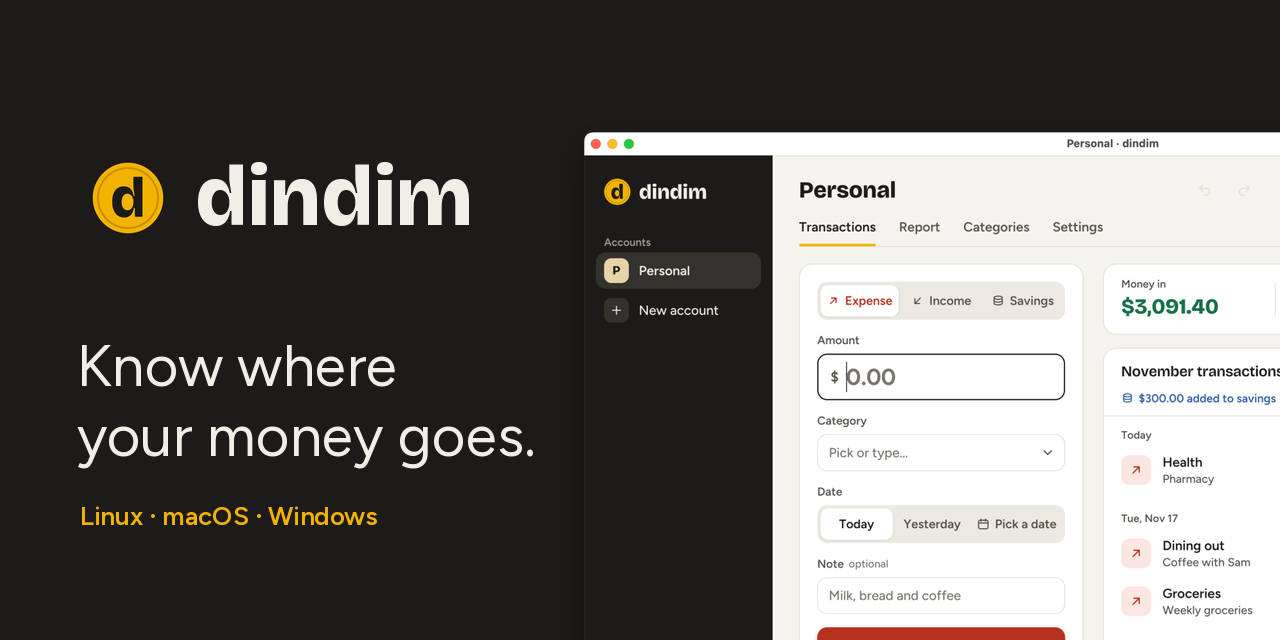 d dindim
Know where
your money goes.
Linux · macOS · Windows
Personal · dindim
d dindim
Accounts
P Personal
+ New account
Personal
Transactions Report Categories Settings
Expense Income Savings
Amount
$ 0.00
Category
Pick or type...
Date
Today Yesterday Pick a date
Note optional
Milk, bread and coffee
Money in
$3,091.40
November transactions
$300.00 added to savings
Today
Health
Pharmacy
Tue, Nov 17
Dining out
Coffee with Sam
Groceries
Weekly groceries